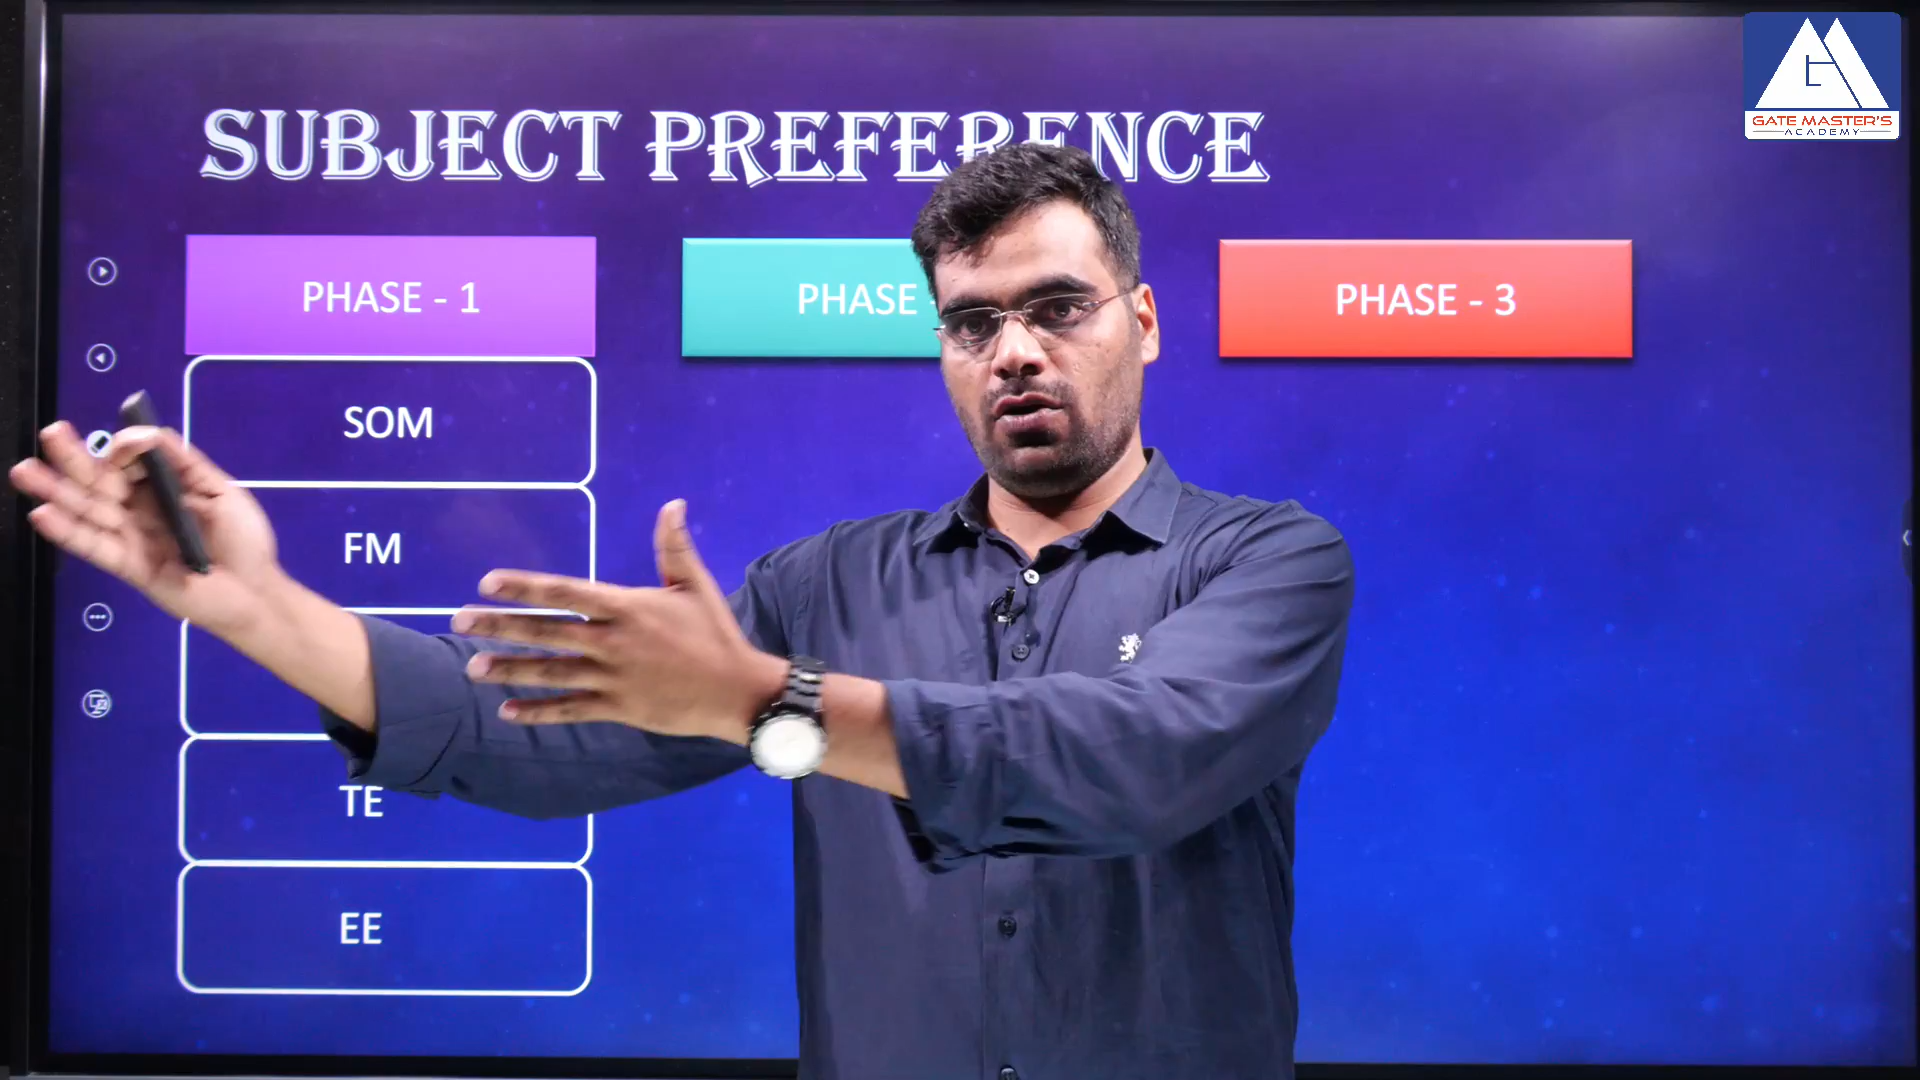 SUBJECT PREFERENCE
PHASE - 1
PHASE
PHASE - 3
SOM
FM
TE
EE
GATE MASTER'S
ACADEMY